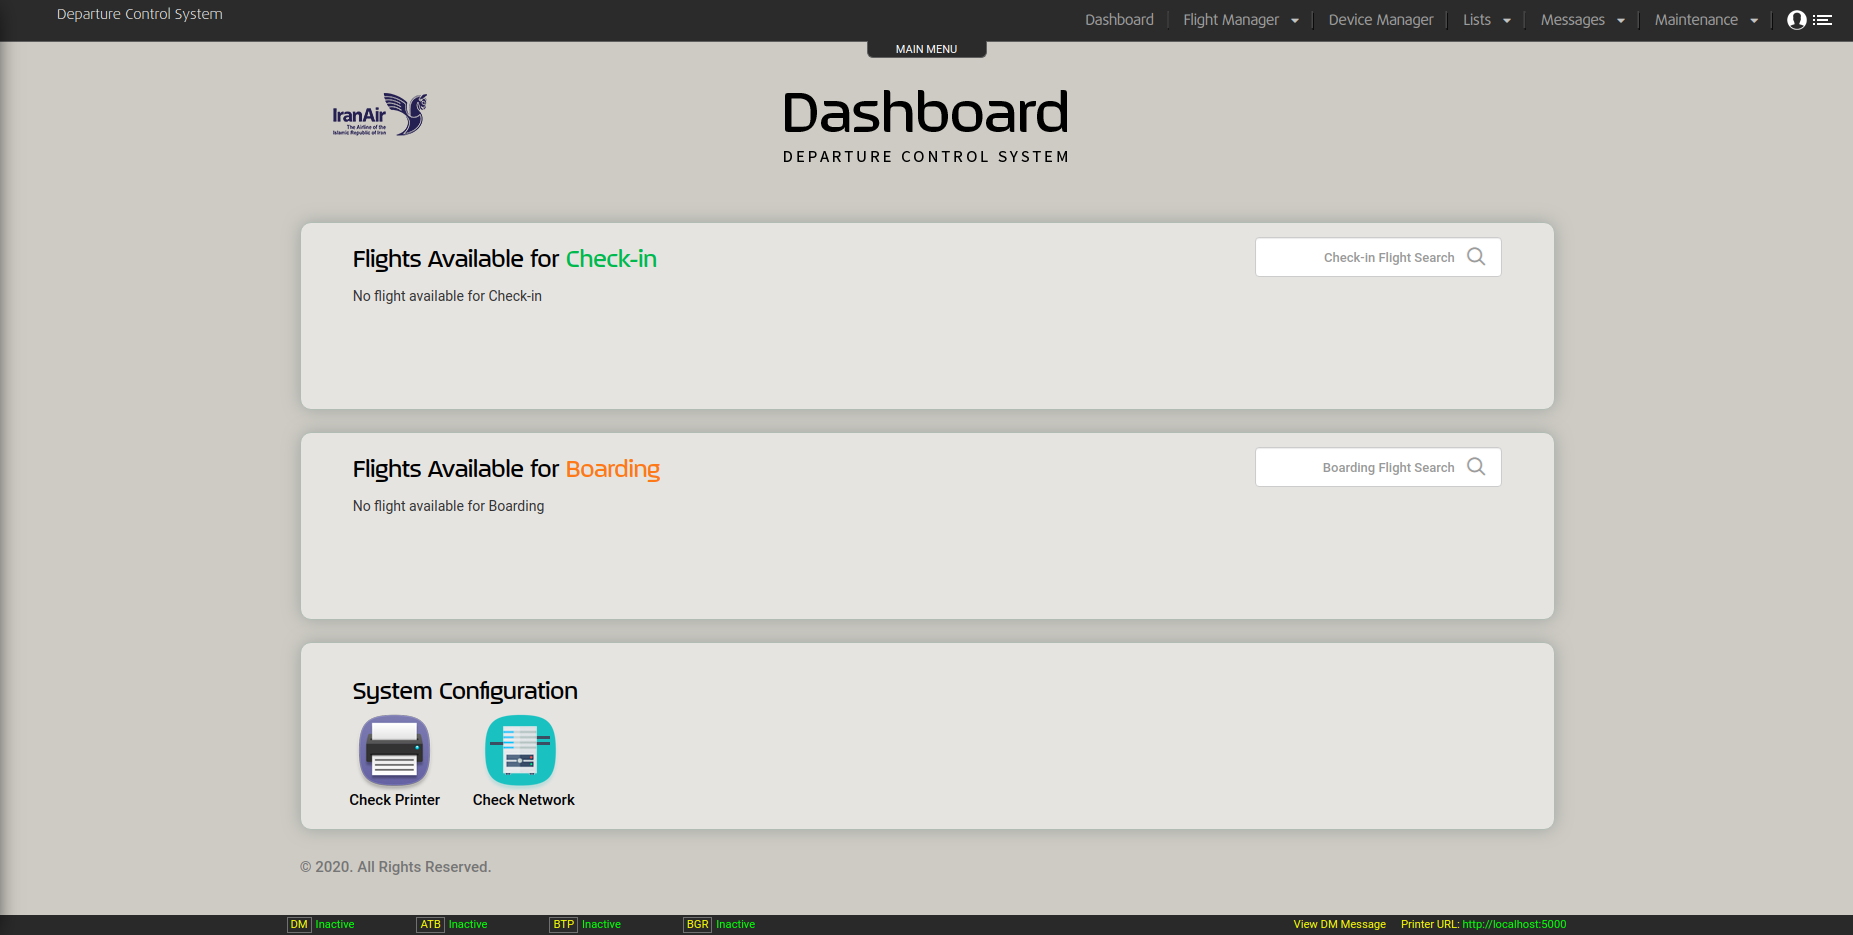 Departure Control System
Dashboard Flight Manager Device Manager Lists Messages Maintenance
MAIN MENU
IranAir
The Airline of the
Islamic Republic of Iran
Dashboard
DEPARTURE CONTROL SYSTEM
Flights Available for Check-in
Check-in Flight Search
No flight available for Check-in
Flights Available for Boarding
Boarding Flight Search
No flight available for Boarding
System Configuration
Check Printer Check Network
© 2020. All Rights Reserved.
DM Inactive ATB Inactive BTP Inactive BGR Inactive View DM Message Printer URL: http://localhost:5000